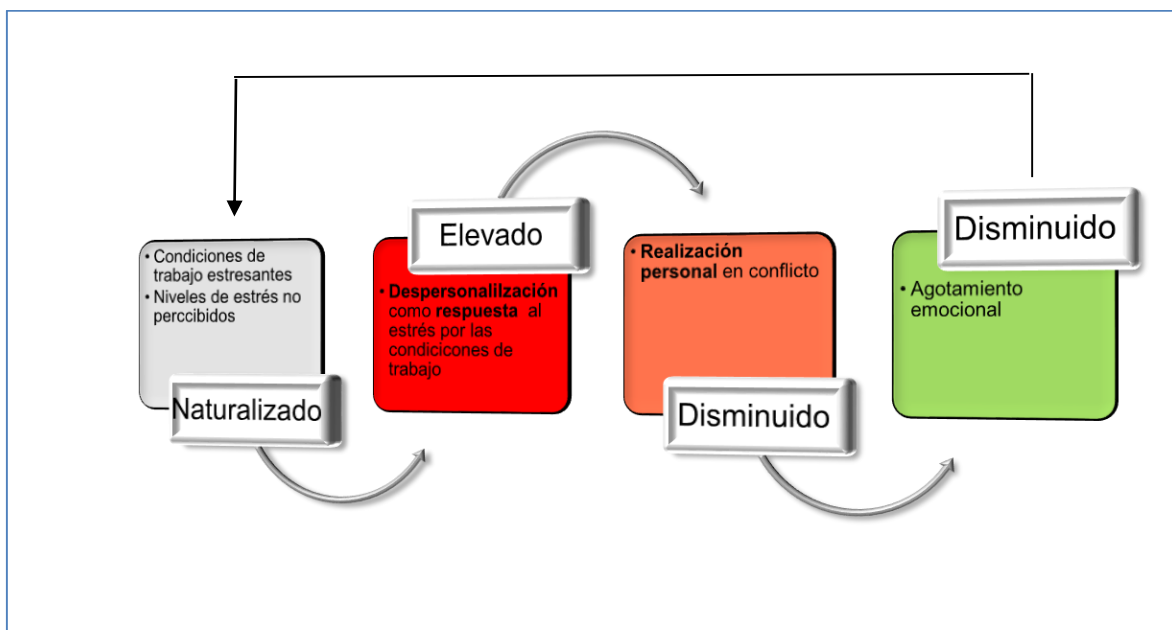 • Condiciones de
trabajo estresantes
• Niveles de estrés no
perccibidos
Naturalizado
Elevado
• Despersonalilzación
como respuesta al
estrés por las
condicicones de
trabajo
• Realización
personal en conflicto
Disminuido
Disminuido
• Agotamiento
emocional